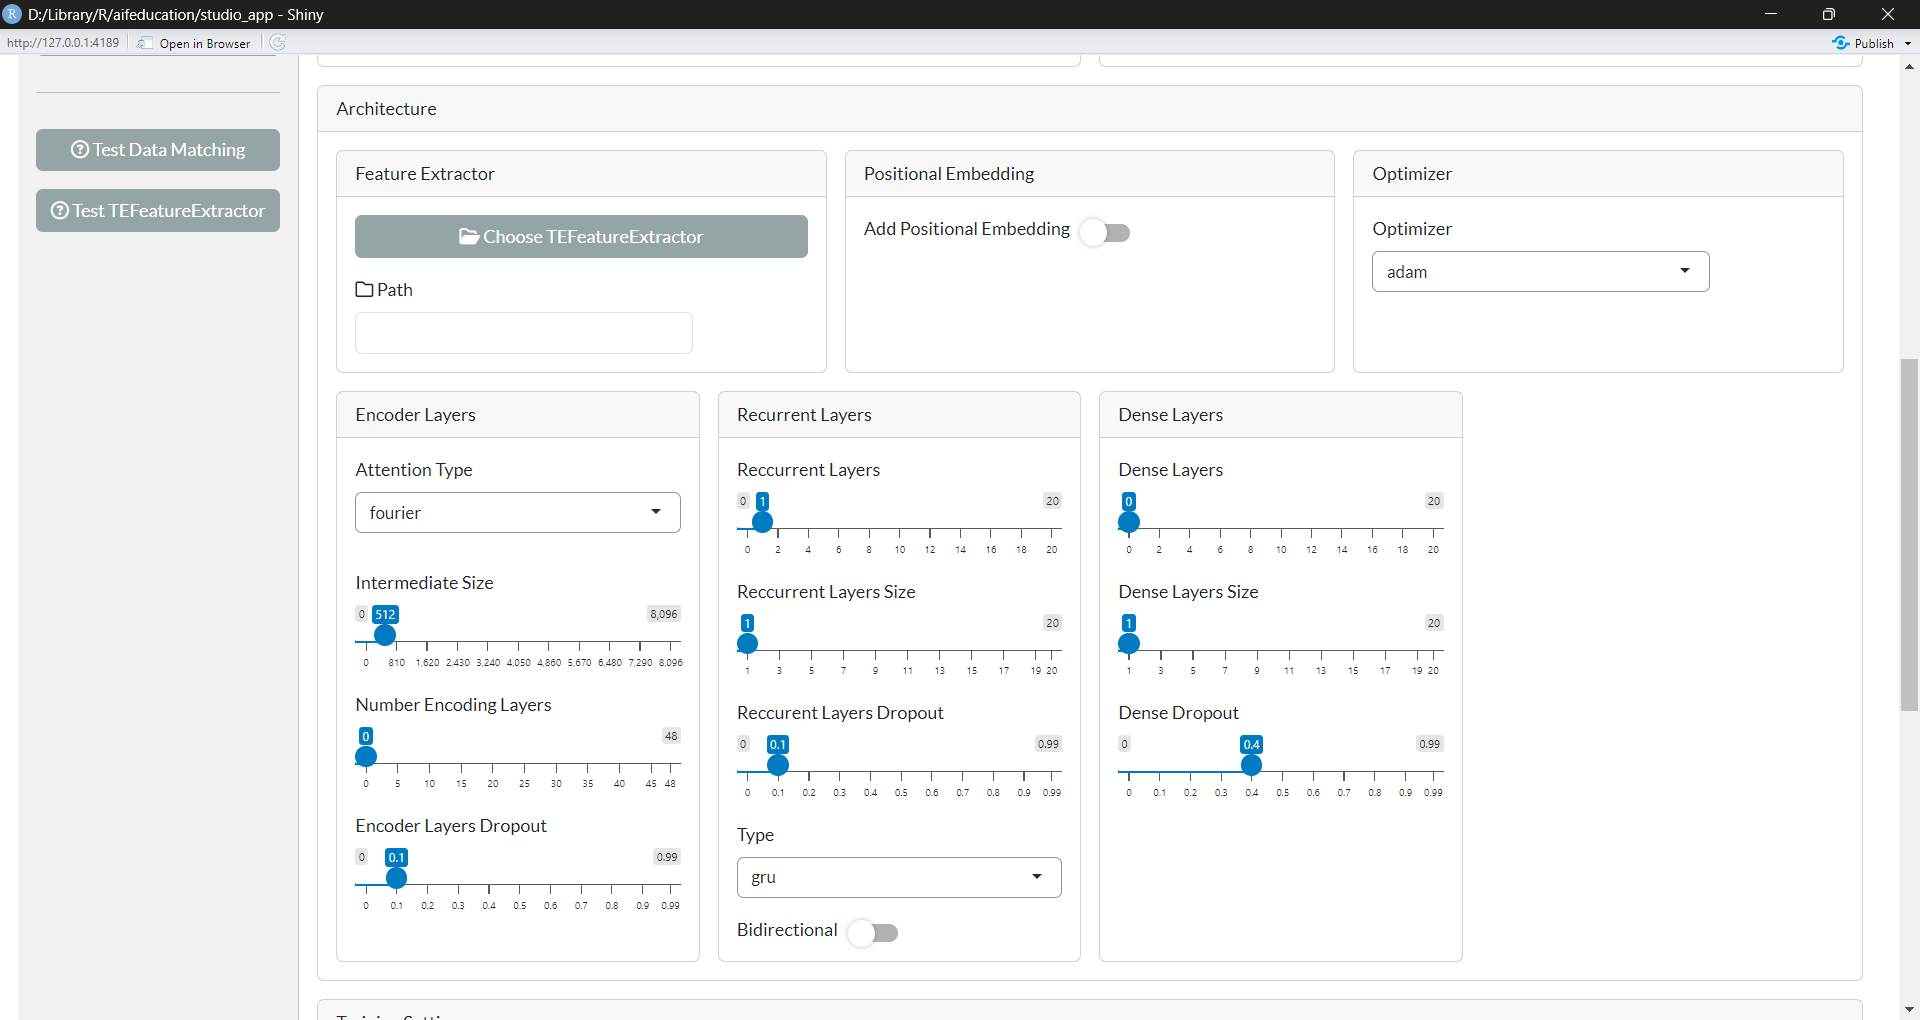 R D:/Library/R/aifeducation/studio_app - Shiny
http://127.0.0.1:4189 Open in Browser Publish
Test Data Matching
Test TEFeatureExtractor
Architecture
Feature Extractor
Choose TEFeatureExtractor
Path
Positional Embedding
Add Positional Embedding
Optimizer
Optimizer
adam
Encoder Layers
Attention Type
fourier
Intermediate Size
0 512 8,096
0 810 1,620 2,430 3,240 4,050 4,860 5,670 6,480 7,290 8,096
Number Encoding Layers
0 48
0 5 10 15 20 25 30 35 40 45 48
Encoder Layers Dropout
0 0.1 0.99
0 0.1 0.2 0.3 0.4 0.5 0.6 0.7 0.8 0.9 0.99
Recurrent Layers
Reccurrent Layers
0 1 20
0 2 4 6 8 10 12 14 16 18 20
Reccurrent Layers Size
1 20
1 3 5 7 9 11 13 15 17 19 20
Reccurent Layers Dropout
0 0.1 0.99
0 0.1 0.2 0.3 0.4 0.5 0.6 0.7 0.8 0.9 0.99
Type
gru
Bidirectional
Dense Layers
Dense Layers
0 20
0 2 4 6 8 10 12 14 16 18 20
Dense Layers Size
1 20
1 3 5 7 9 11 13 15 17 19 20
Dense Dropout
0 0.4 0.99
0 0.1 0.2 0.3 0.4 0.5 0.6 0.7 0.8 0.9 0.99